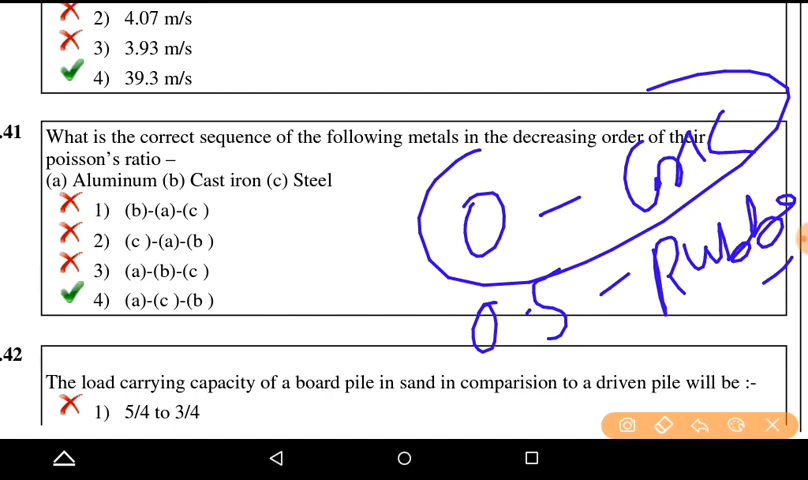 2) 4.07 m/s
3) 3.93 m/s
4) 39.3 m/s
.41
What is the correct sequence of the following metals in the decreasing order of their
poisson's ratio –
(a) Aluminum (b) Cast iron (c) Steel
1) (b)-(a)-(c )
2) (c )-(a)-(b )
3) (a)-(b)-(c )
4) (a)-(c )-(b )
0 -
0.5 -
.42
The load carrying capacity of a board pile in sand in comparision to a driven pile will be :-
1) 5/4 to 3/4